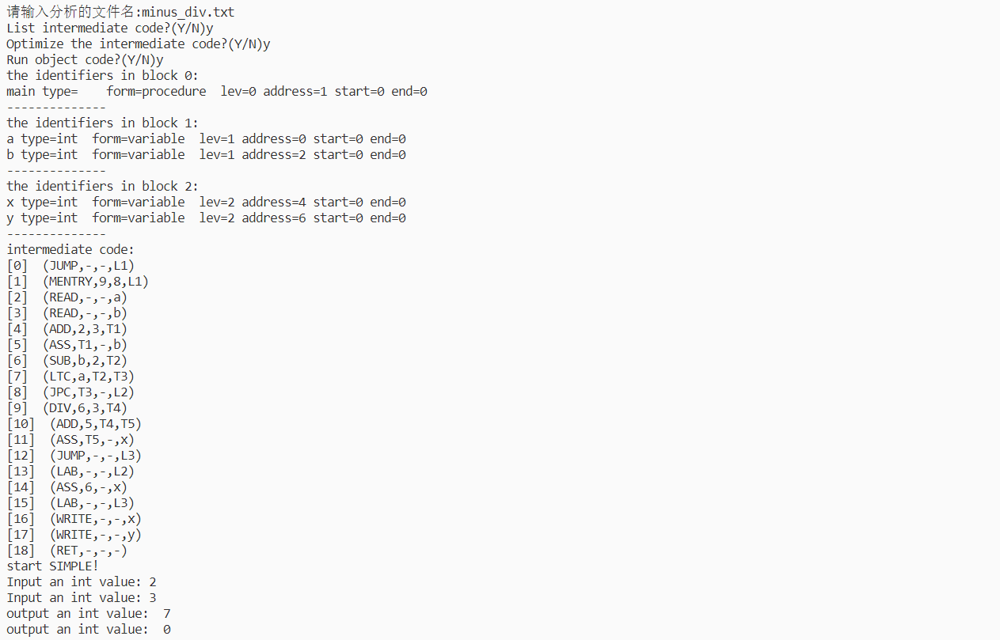 请输入分析的文件名:minus_div.txt
List intermediate code?(Y/N)y
Optimize the intermediate code?(Y/N)y
Run object code?(Y/N)y
the identifiers in block 0:
main type=    form=procedure  lev=0 address=1 start=0 end=0
--------------
the identifiers in block 1:
a type=int  form=variable  lev=1 address=0 start=0 end=0
b type=int  form=variable  lev=1 address=2 start=0 end=0
--------------
the identifiers in block 2:
x type=int  form=variable  lev=2 address=4 start=0 end=0
y type=int  form=variable  lev=2 address=6 start=0 end=0
--------------
intermediate code:
[0]  (JUMP,-,-,L1)
[1]  (MENTRY,9,8,L1)
[2]  (READ,-,-,a)
[3]  (READ,-,-,b)
[4]  (ADD,2,3,T1)
[5]  (ASS,T1,-,b)
[6]  (SUB,b,2,T2)
[7]  (LTC,a,T2,T3)
[8]  (JPC,T3,-,L2)
[9]  (DIV,6,3,T4)
[10]  (ADD,5,T4,T5)
[11]  (ASS,T5,-,x)
[12]  (JUMP,-,-,L3)
[13]  (LAB,-,-,L2)
[14]  (ASS,6,-,x)
[15]  (LAB,-,-,L3)
[16]  (WRITE,-,-,x)
[17]  (WRITE,-,-,y)
[18]  (RET,-,-,-)
start SIMPLE!
Input an int value: 2
Input an int value: 3
output an int value:  7
output an int value:  0